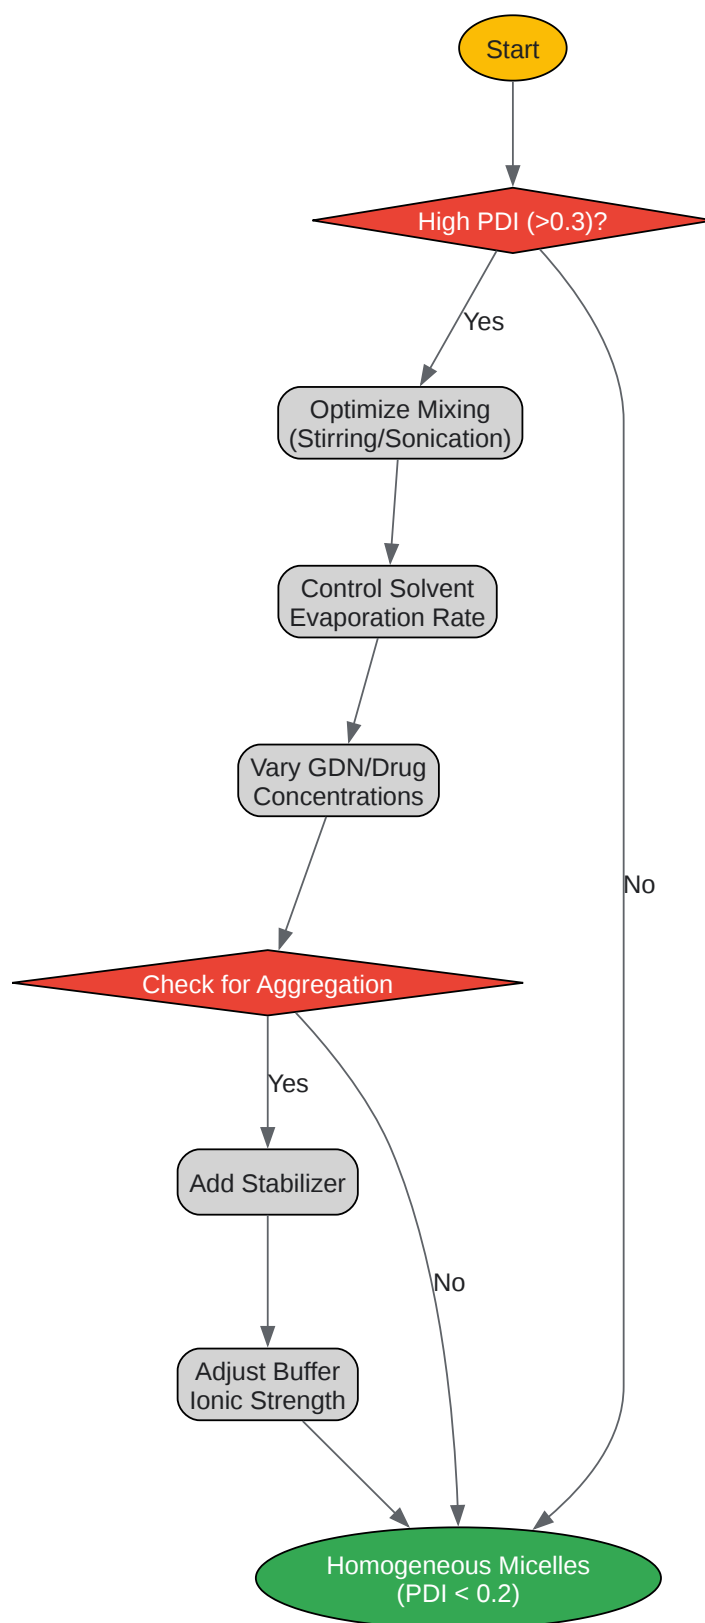 Start
High PDI (>0.3)?
Yes
Optimize Mixing
(Stirring/Sonication)
Control Solvent
Evaporation Rate
Vary GDN/Drug
Concentrations
No
Check for Aggregation
Yes
Add Stabilizer
No
Adjust Buffer
Ionic Strength
Homogeneous Micelles
(PDI < 0.2)